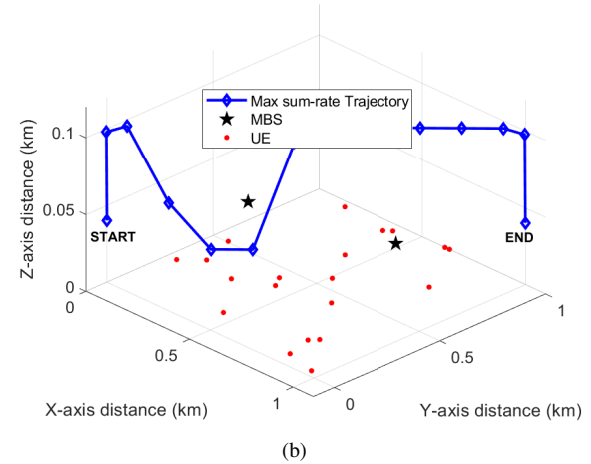 Max sum-rate Trajectory
MBS
UE
0.1
0.05
0
Z-axis distance (km)
START
END
0
0.5
1
X-axis distance (km)
0
0.5
1
Y-axis distance (km)
(b)